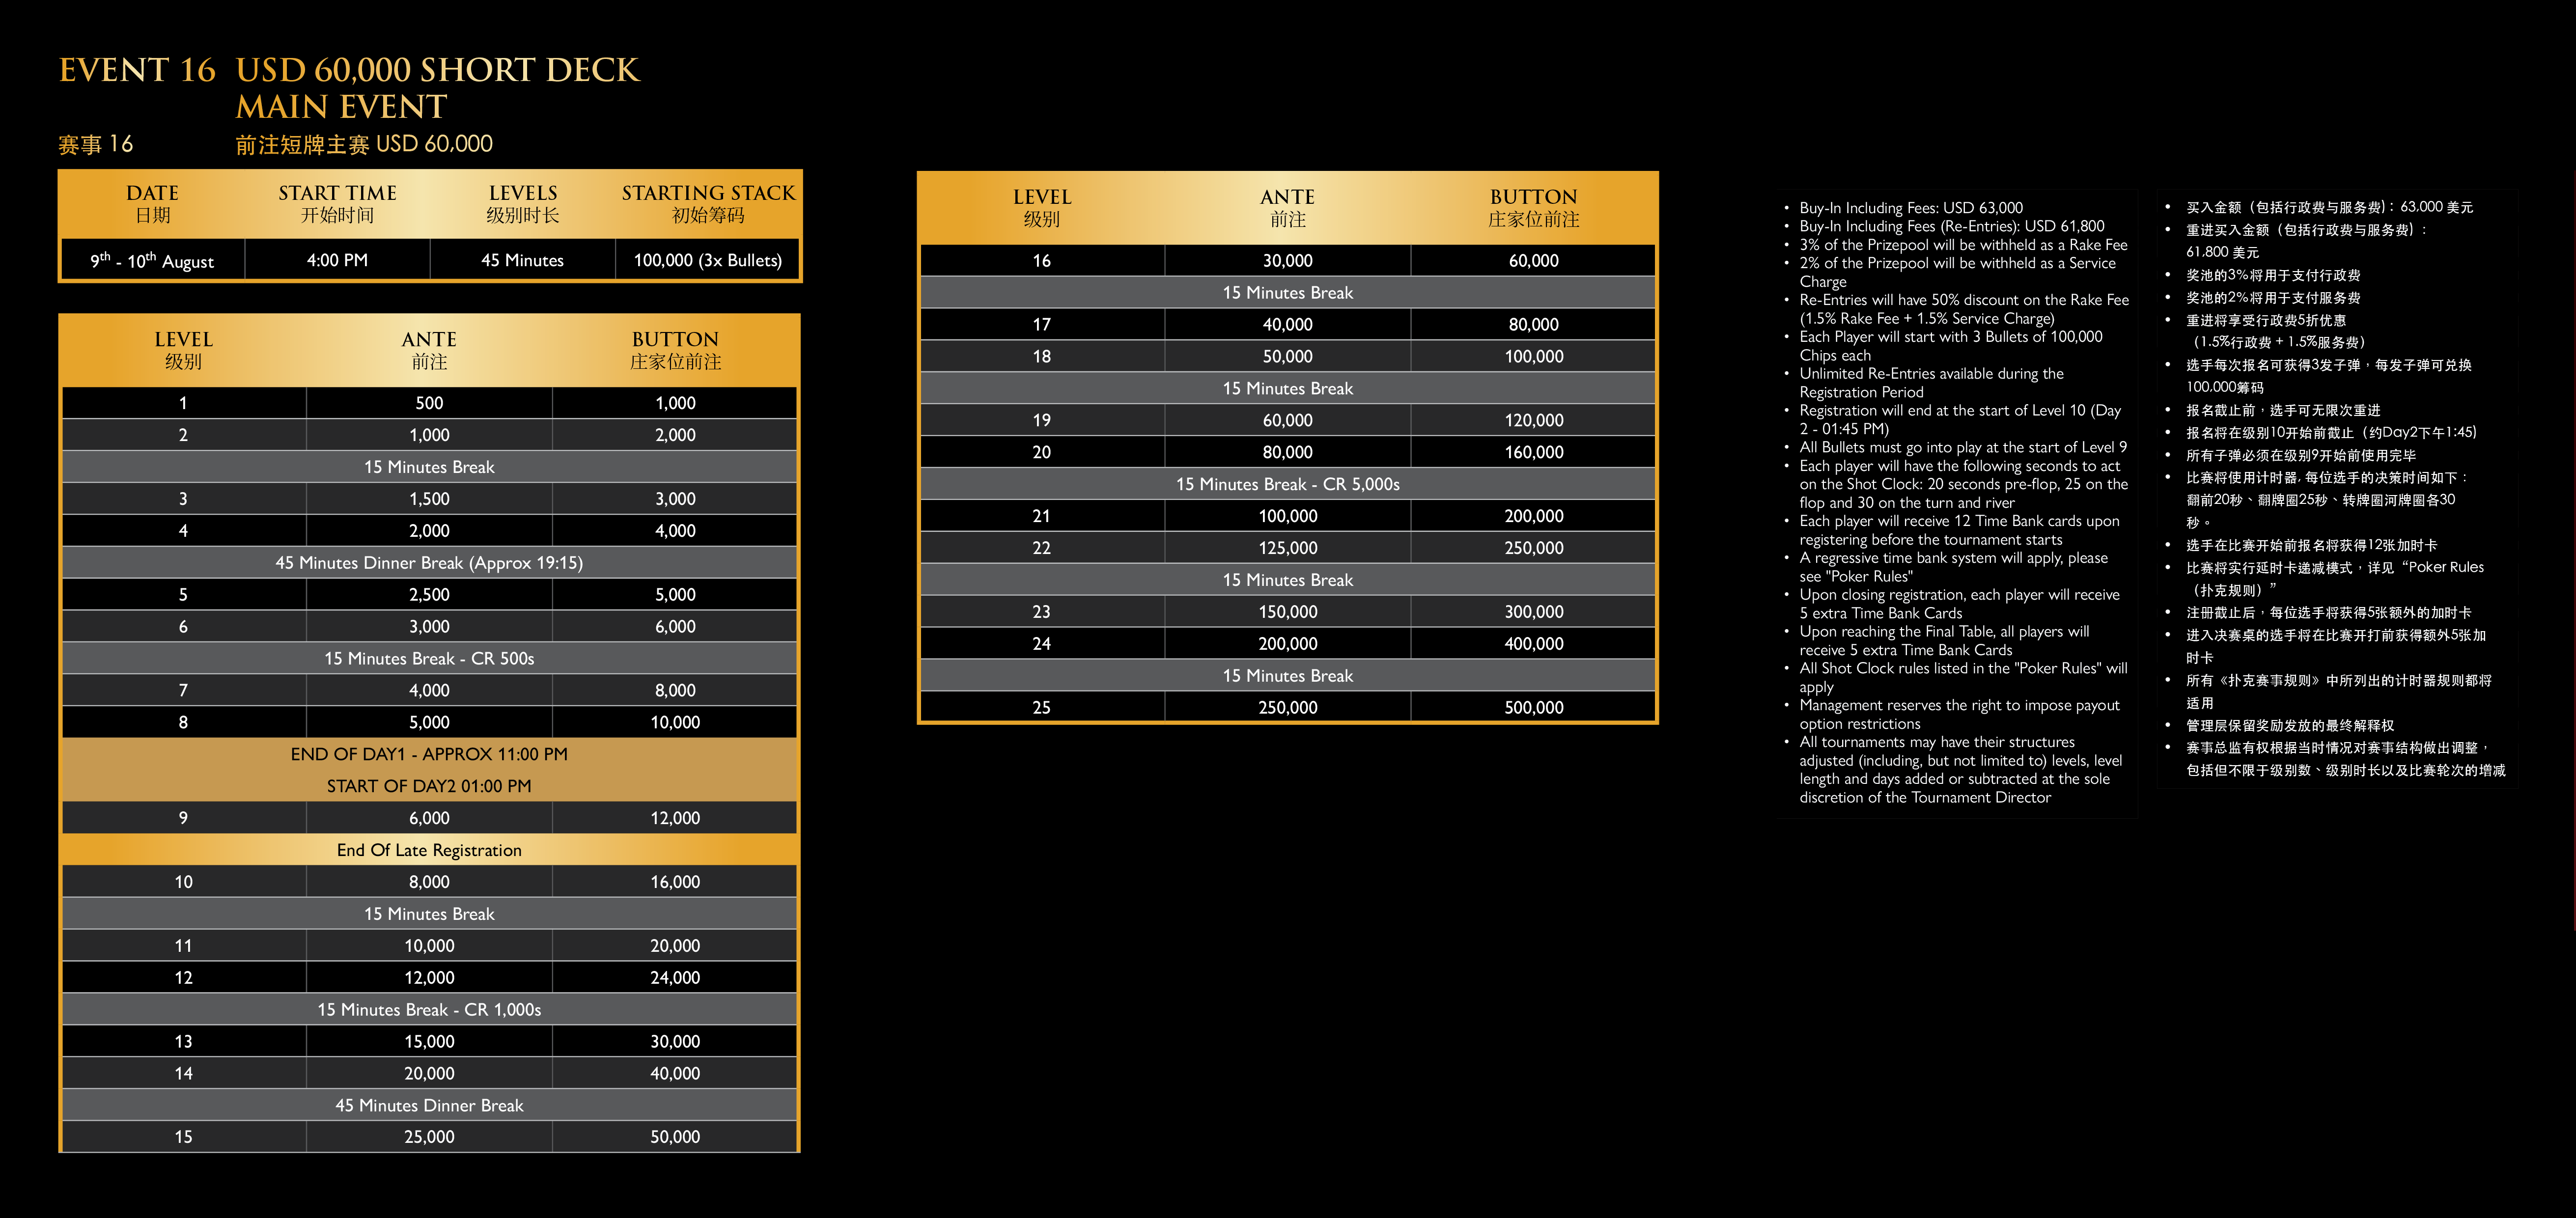 EVENT 16 USD 60,000 SHORT DECK
MAIN EVENT
赛事 16 前注短牌主赛 USD 60,000
DATE START TIME LEVELS STARTING STACK
日期 开始时间 级别时长 初始筹码
9th - 10th August 4:00 PM 45 Minutes 100,000 (3x Bullets)
LEVEL ANTE BUTTON
级别 前注 庄家位前注
1 500 1,000
2 1,000 2,000
15 Minutes Break
3 1,500 3,000
4 2,000 4,000
45 Minutes Dinner Break (Approx 19:15)
5 2,500 5,000
6 3,000 6,000
15 Minutes Break - CR 500s
7 4,000 8,000
8 5,000 10,000
END OF DAY1 - APPROX 11:00 PM
START OF DAY2 01:00 PM
9 6,000 12,000
End Of Late Registration
10 8,000 16,000
15 Minutes Break
11 10,000 20,000
12 12,000 24,000
15 Minutes Break - CR 1,000s
13 15,000 30,000
14 20,000 40,000
45 Minutes Dinner Break
15 25,000 50,000
LEVEL ANTE BUTTON
级别 前注 庄家位前注
16 30,000 60,000
15 Minutes Break
17 40,000 80,000
18 50,000 100,000
15 Minutes Break
19 60,000 120,000
20 80,000 160,000
15 Minutes Break - CR 5,000s
21 100,000 200,000
22 125,000 250,000
15 Minutes Break
23 150,000 300,000
24 200,000 400,000
15 Minutes Break
25 250,000 500,000
• Buy-In Including Fees: USD 63,000
• Buy-In Including Fees (Re-Entries): USD 61,800
• 3% of the Prizepool will be withheld as a Rake Fee
• 2% of the Prizepool will be withheld as a Service
Charge
• Re-Entries will have 50% discount on the Rake Fee
(1.5% Rake Fee + 1.5% Service Charge)
• Each Player will start with 3 Bullets of 100,000
Chips each
• Unlimited Re-Entries available during the
Registration Period
• Registration will end at the start of Level 10 (Day
2 - 01:45 PM)
• All Bullets must go into play at the start of Level 9
• Each player will have the following seconds to act
on the Shot Clock: 20 seconds pre-flop, 25 on the
flop and 30 on the turn and river
• Each player will receive 12 Time Bank cards upon
registering before the tournament starts
• A regressive time bank system will apply, please
see "Poker Rules"
• Upon closing registration, each player will receive
5 extra Time Bank Cards
• Upon reaching the Final Table, all players will
receive 5 extra Time Bank Cards
• All Shot Clock rules listed in the "Poker Rules" will
apply
• Management reserves the right to impose payout
option restrictions
• All tournaments may have their structures
adjusted (including, but not limited to) levels, level
length and days added or subtracted at the sole
discretion of the Tournament Director
• 买入金额（包括行政费与服务费)：63,000 美元
• 重进买入金额（包括行政费与服务费）：
61,800 美元
• 奖池的3%将用于支付行政费
• 奖池的2%将用于支付服务费
• 重进将享受行政费5折优惠
（1.5%行政费 + 1.5%服务费）
• 选手每次报名可获得3发子弹，每发子弹可兑换
100,000筹码
• 报名截止前，选手可无限次重进
• 报名将在级别10开始前截止（约Day2下午1:45)
• 所有子弹必须在级别9开始前使用完毕
• 比赛将使用计时器, 每位选手的决策时间如下：
翻前20秒、翻牌圈25秒、转牌圈河牌圈各30
秒。
• 选手在比赛开始前报名将获得12张加时卡
• 比赛将实行延时卡递减模式，详见“Poker Rules
（扑克规则）”
• 注册截止后，每位选手将获得5张额外的加时卡
• 进入决赛桌的选手将在比赛开打前获得额外5张加
时卡
• 所有《扑克赛事规则》中所列出的计时器规则都将
适用
• 管理层保留奖励发放的最终解释权
• 赛事总监有权根据当时情况对赛事结构做出调整，
包括但不限于级别数、级别时长以及比赛轮次的增减